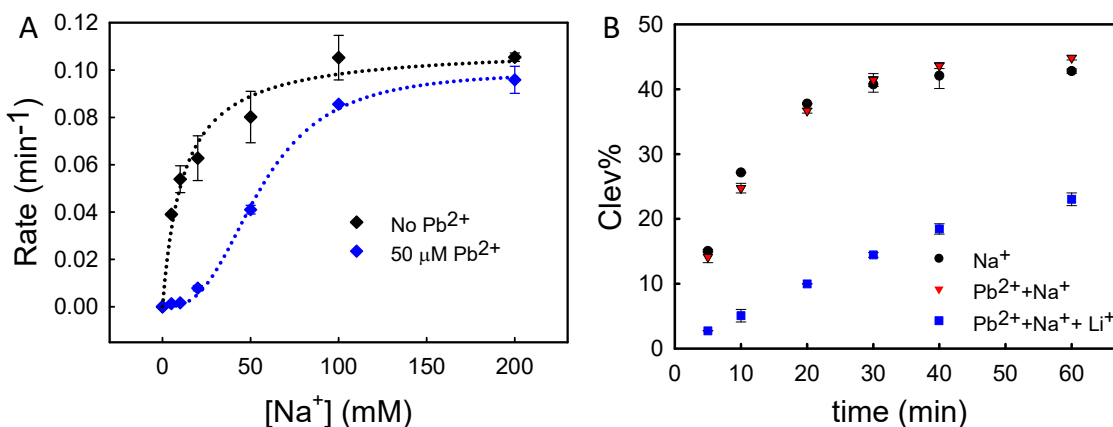 A
Rate (min⁻¹)
0.12
0.10
0.08
0.06
0.04
0.02
0.00
No Pb²⁺
50 μM Pb²⁺
0 50 100 150 200
[Na⁺] (mM)
B
Clev%
50
40
30
20
10
0
Na⁺
Pb²⁺+Na⁺
Pb²⁺+Na⁺+ Li⁺
0 10 20 30 40 50 60
time (min)